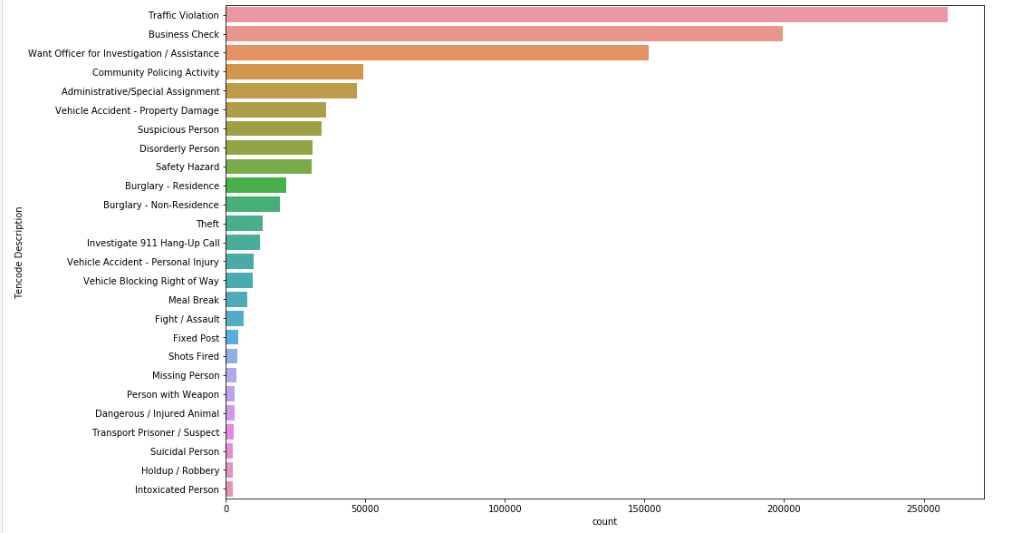 Traffic Violation
Business Check
Want Officer for Investigation / Assistance
Community Policing Activity
Administrative/Special Assignment
Vehicle Accident - Property Damage
Suspicious Person
Disorderly Person
Safety Hazard
Burglary - Residence
Burglary - Non-Residence
Theft
Investigate 911 Hang-Up Call
Vehicle Accident - Personal Injury
Vehicle Blocking Right of Way
Meal Break
Fight / Assault
Fixed Post
Shots Fired
Missing Person
Person with Weapon
Dangerous / Injured Animal
Transport Prisoner / Suspect
Suicidal Person
Holdup / Robbery
Intoxicated Person
Tencode Description
0 50000 100000 150000 200000 250000
count